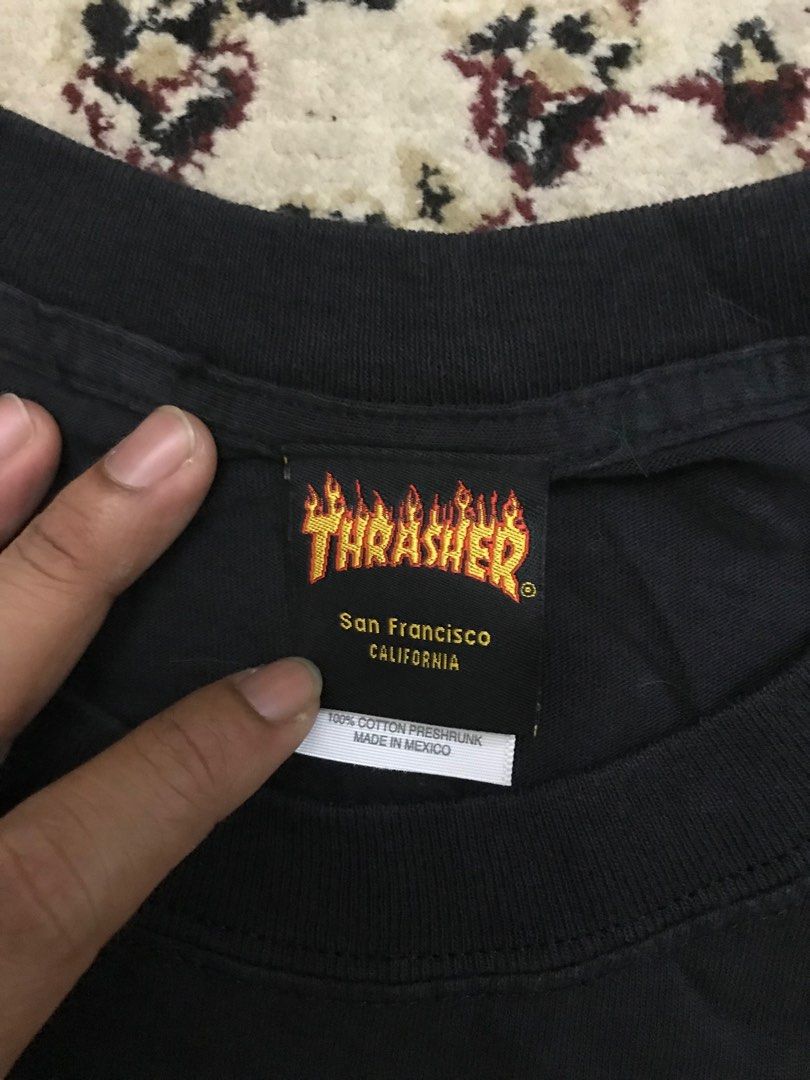 THRASHER®
San Francisco
CALIFORNIA
100% COTTON PRESHRUNK
MADE IN MEXICO